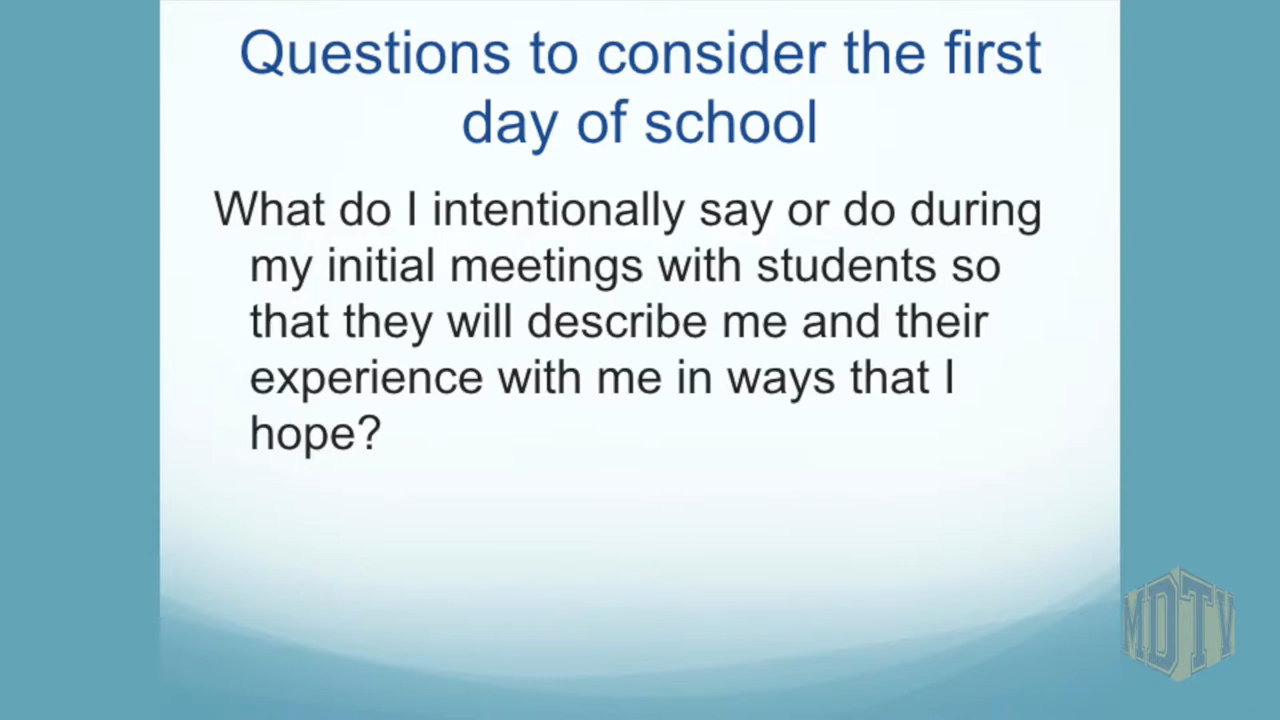 Questions to consider the first
day of school
What do I intentionally say or do during
my initial meetings with students so
that they will describe me and their
experience with me in ways that I
hope?
MDTV